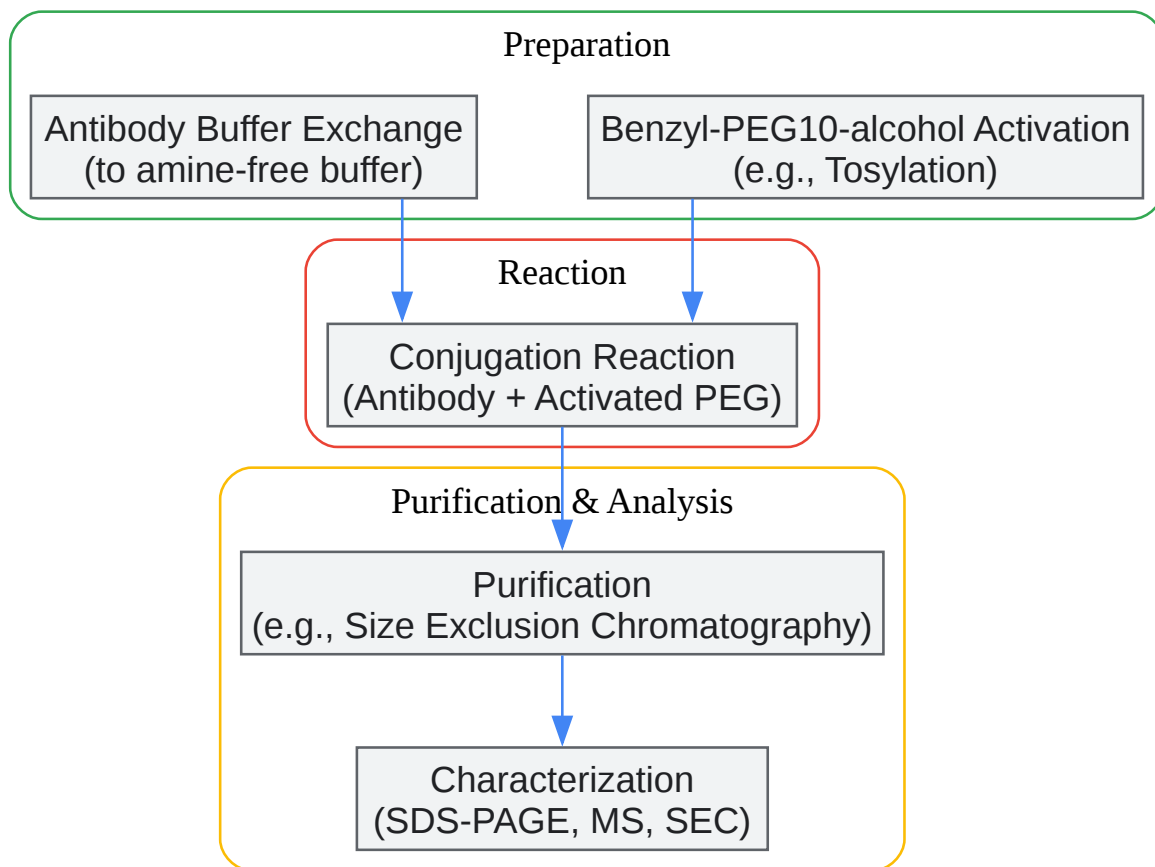 Preparation
Antibody Buffer Exchange
(to amine-free buffer)
Benzyl-PEG10-alcohol Activation
(e.g., Tosylation)
Reaction
Conjugation Reaction
(Antibody + Activated PEG)
Purification & Analysis
Purification
(e.g., Size Exclusion Chromatography)
Characterization
(SDS-PAGE, MS, SEC)